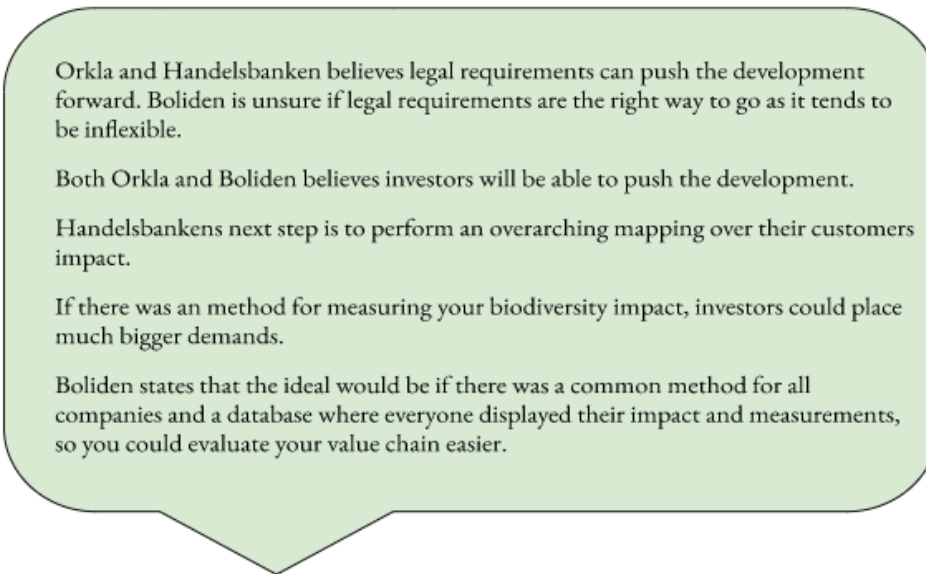 Orkla and Handelsbanken believes legal requirements can push the development
forward. Boliden is unsure if legal requirements are the right way to go as it tends to
be inflexible.
Both Orkla and Boliden believes investors will be able to push the development.
Handelsbankens next step is to perform an overarching mapping over their customers
impact.
If there was an method for measuring your biodiversity impact, investors could place
much bigger demands.
Boliden states that the ideal would be if there was a common method for all
companies and a database where everyone displayed their impact and measurements,
so you could evaluate your value chain easier.